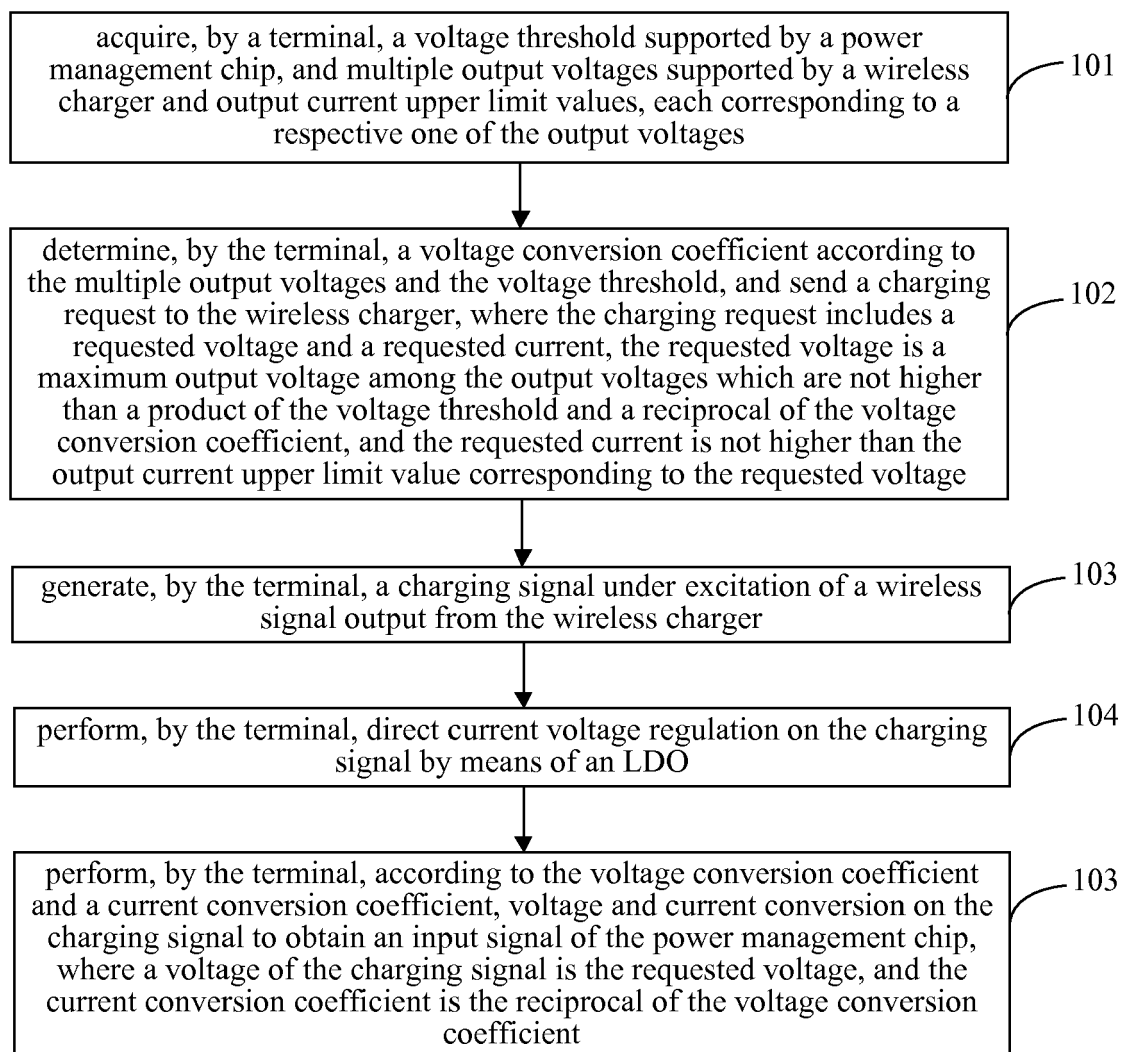 acquire, by a terminal, a voltage threshold supported by a power
management chip, and multiple output voltages supported by a wireless
charger and output current upper limit values, each corresponding to a
respective one of the output voltages
101
determine, by the terminal, a voltage conversion coefficient according to
the multiple output voltages and the voltage threshold, and send a charging
request to the wireless charger, where the charging request includes a
requested voltage and a requested current, the requested voltage is a
maximum output voltage among the output voltages which are not higher
than a product of the voltage threshold and a reciprocal of the voltage
conversion coefficient, and the requested current is not higher than the
output current upper limit value corresponding to the requested voltage
102
generate, by the terminal, a charging signal under excitation of a wireless
signal output from the wireless charger
103
perform, by the terminal, direct current voltage regulation on the charging
signal by means of an LDO
104
perform, by the terminal, according to the voltage conversion coefficient
and a current conversion coefficient, voltage and current conversion on the
charging signal to obtain an input signal of the power management chip,
where a voltage of the charging signal is the requested voltage, and the
current conversion coefficient is the reciprocal of the voltage conversion
coefficient
103